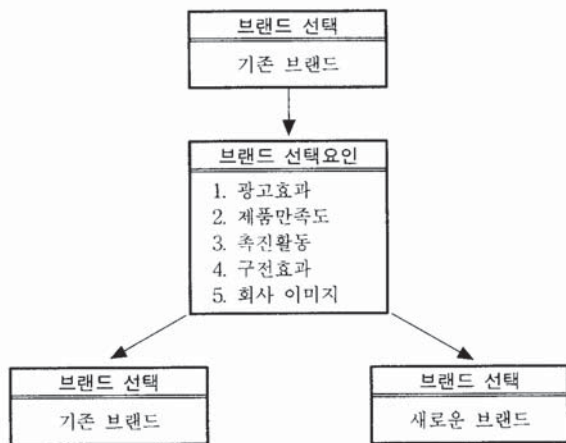 브랜드 선택
기존 브랜드
브랜드 선택요인
1. 광고효과
2. 제품만족도
3. 촉진활동
4. 구전효과
5. 회사 이미지
브랜드 선택
기존 브랜드
브랜드 선택
새로운 브랜드